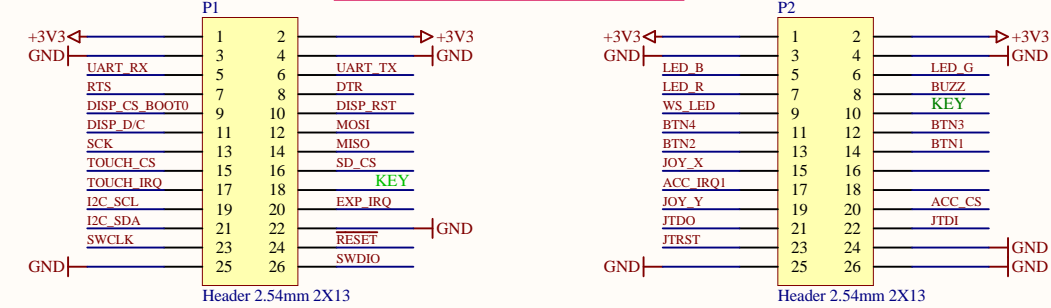 P1 P2
+3V3 1 2 +3V3 +3V3 1 2 +3V3
GND 3 4 GND GND 3 4 GND
UART_RX 5 6 UART_TX LED_B 5 6 LED_G
RTS 7 8 DTR LED_R 7 8 BUZZ
DISP_CS_BOOT0 9 10 DISP_RST WS_LED 9 10 KEY
DISP_D/C 11 12 MOSI BTN4 11 12 BTN3
SCK 13 14 MISO BTN2 13 14 BTN1
TOUCH_CS 15 16 SD_CS JOY_X 15 16
TOUCH_IRQ 17 18 KEY ACC_IRQ1 17 18
I2C_SCL 19 20 EXP_IRQ JOY_Y 19 20 ACC_CS
I2C_SDA 21 22 GND JTDO 21 22 JTDI
SWCLK 23 24 RESET JTRST 23 24 GND
GND 25 26 SWDIO GND 25 26 GND
Header 2.54mm 2X13 Header 2.54mm 2X13